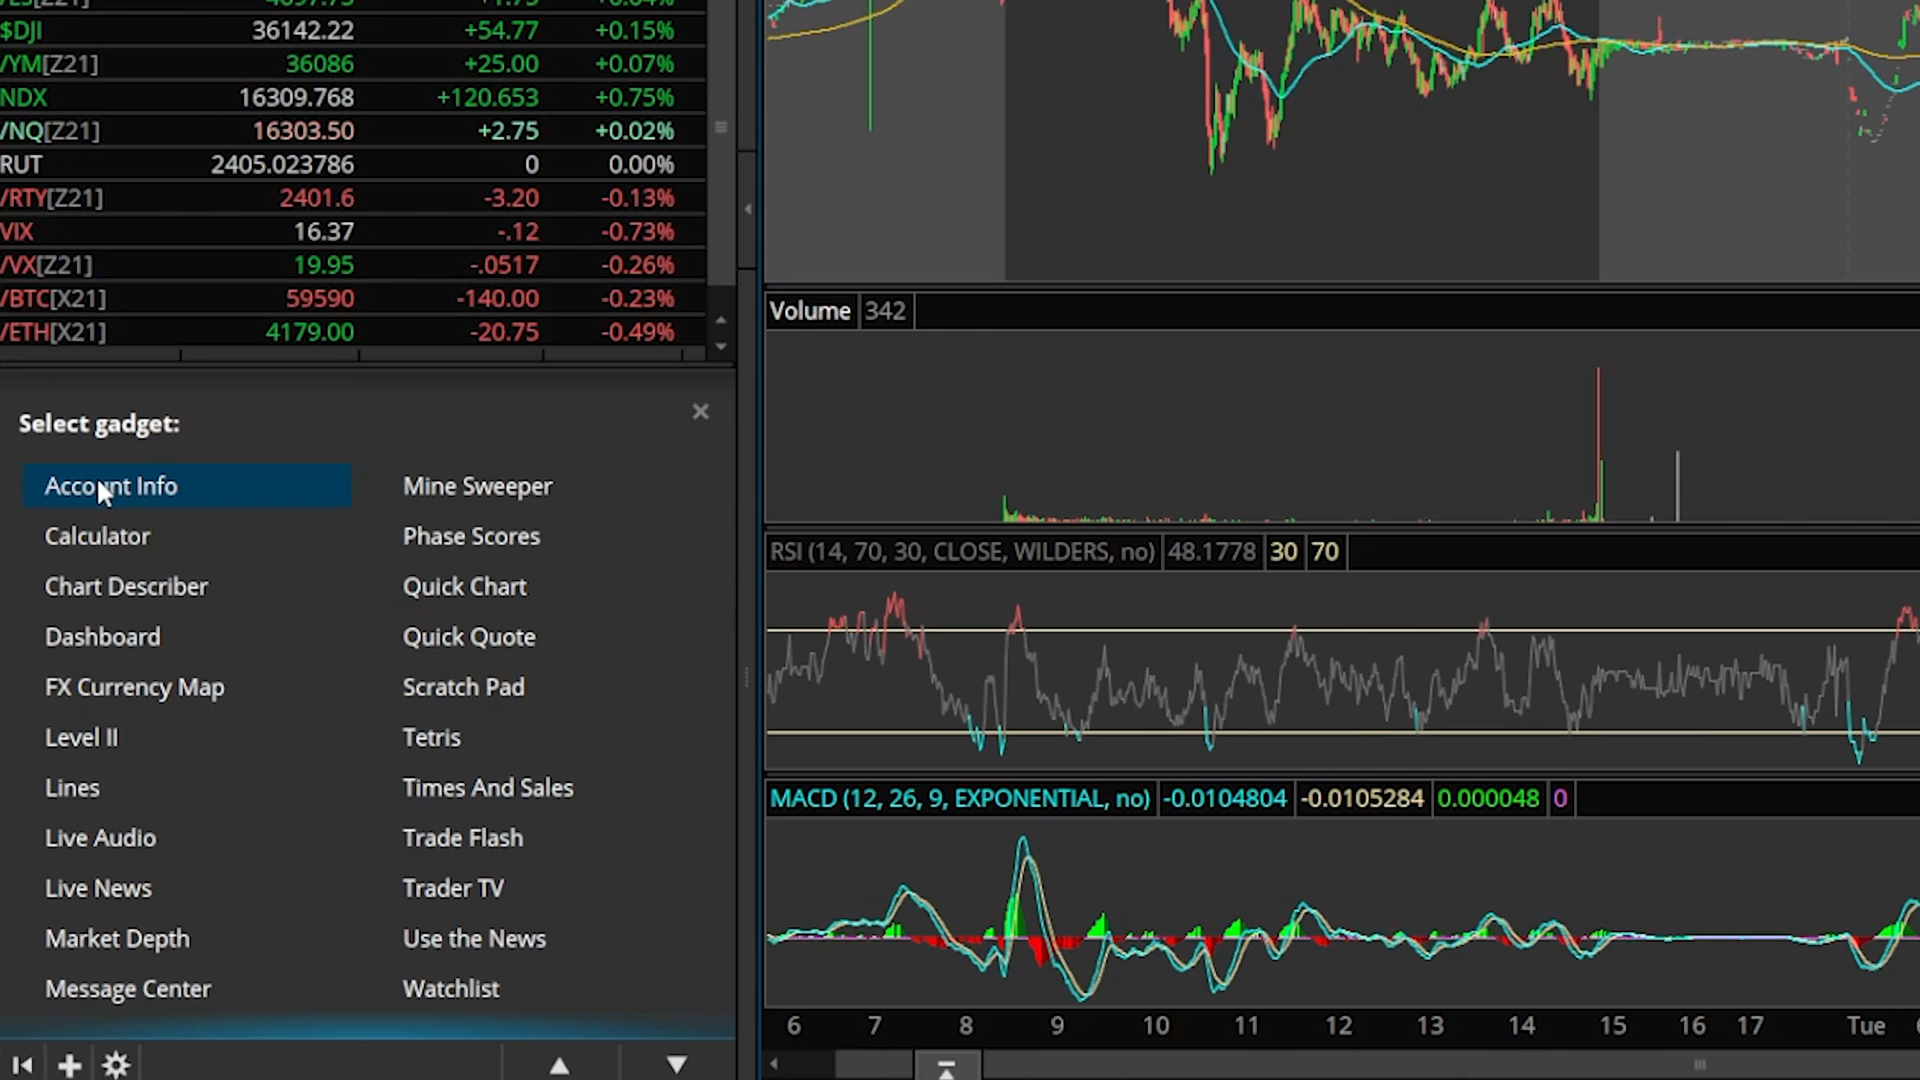 $DJI 36142.22 +54.77 +0.15%
/YM[Z21] 36086 +25.00 +0.07%
NDX 16309.768 +120.653 +0.75%
/NQ[Z21] 16303.50 +2.75 +0.02%
RUT 2405.023786 0 0.00%
/RTY[Z21] 2401.6 -3.20 -0.13%
VIX 16.37 -.12 -0.73%
/VX[Z21] 19.95 -.0517 -0.26%
/BTC[X21] 59590 -140.00 -0.23%
/ETH[X21] 4179.00 -20.75 -0.49%
Select gadget:
Account Info
Calculator
Chart Describer
Dashboard
FX Currency Map
Level II
Lines
Live Audio
Live News
Market Depth
Message Center
Mine Sweeper
Phase Scores
Quick Chart
Quick Quote
Scratch Pad
Tetris
Times And Sales
Trade Flash
Trader TV
Use the News
Watchlist
Volume 342
RSI (14, 70, 30, CLOSE, WILDERS, no) 48.1778 30 70
MACD (12, 26, 9, EXPONENTIAL, no) -0.0104804 -0.0105284 0.000048 0
6 7 8 9 10 11 12 13 14 15 16 17 Tue